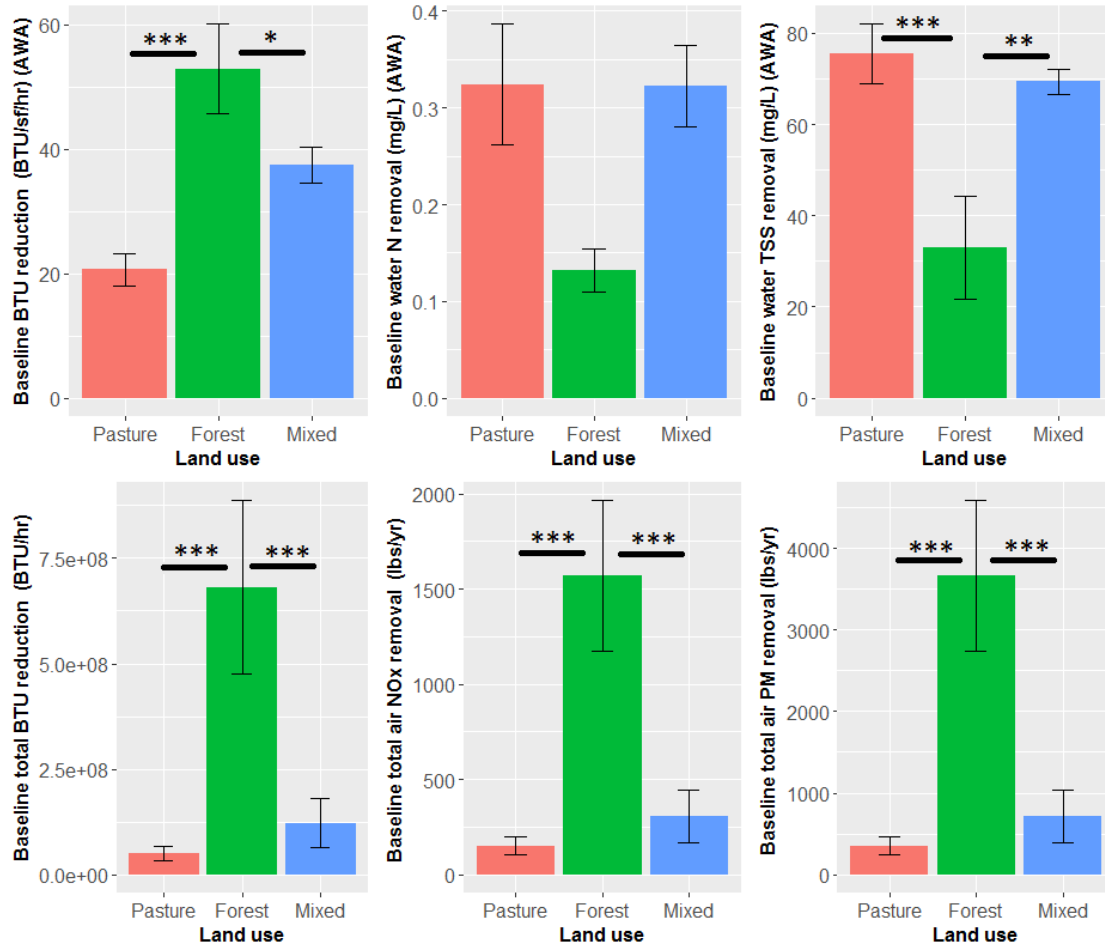 Baseline BTU reduction (BTU/sf/hr) (AWA)
60
40
20
0
***
*
Pasture Forest Mixed
Land use
Baseline water N removal (mg/L) (AWA)
0.4
0.3
0.2
0.1
0.0
Pasture Forest Mixed
Land use
Baseline water TSS removal (mg/L) (AWA)
80
60
40
20
0
***
**
Pasture Forest Mixed
Land use
Baseline total BTU reduction (BTU/hr)
7.5e+08
5.0e+08
2.5e+08
0.0e+00
***
***
Pasture Forest Mixed
Land use
Baseline total air NOx removal (lbs/yr)
2000
1500
1000
500
0
***
***
Pasture Forest Mixed
Land use
Baseline total air PM removal (lbs/yr)
4000
3000
2000
1000
0
***
***
Pasture Forest Mixed
Land use